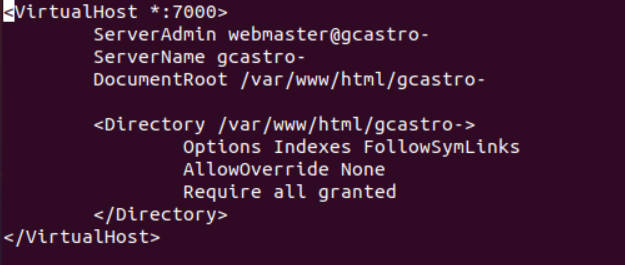 <VirtualHost *:7000>
ServerAdmin webmaster@gcastro-
ServerName gcastro-
DocumentRoot /var/www/html/gcastro-
<Directory /var/www/html/gcastro->
Options Indexes FollowSymLinks
AllowOverride None
Require all granted
</Directory>
</VirtualHost>